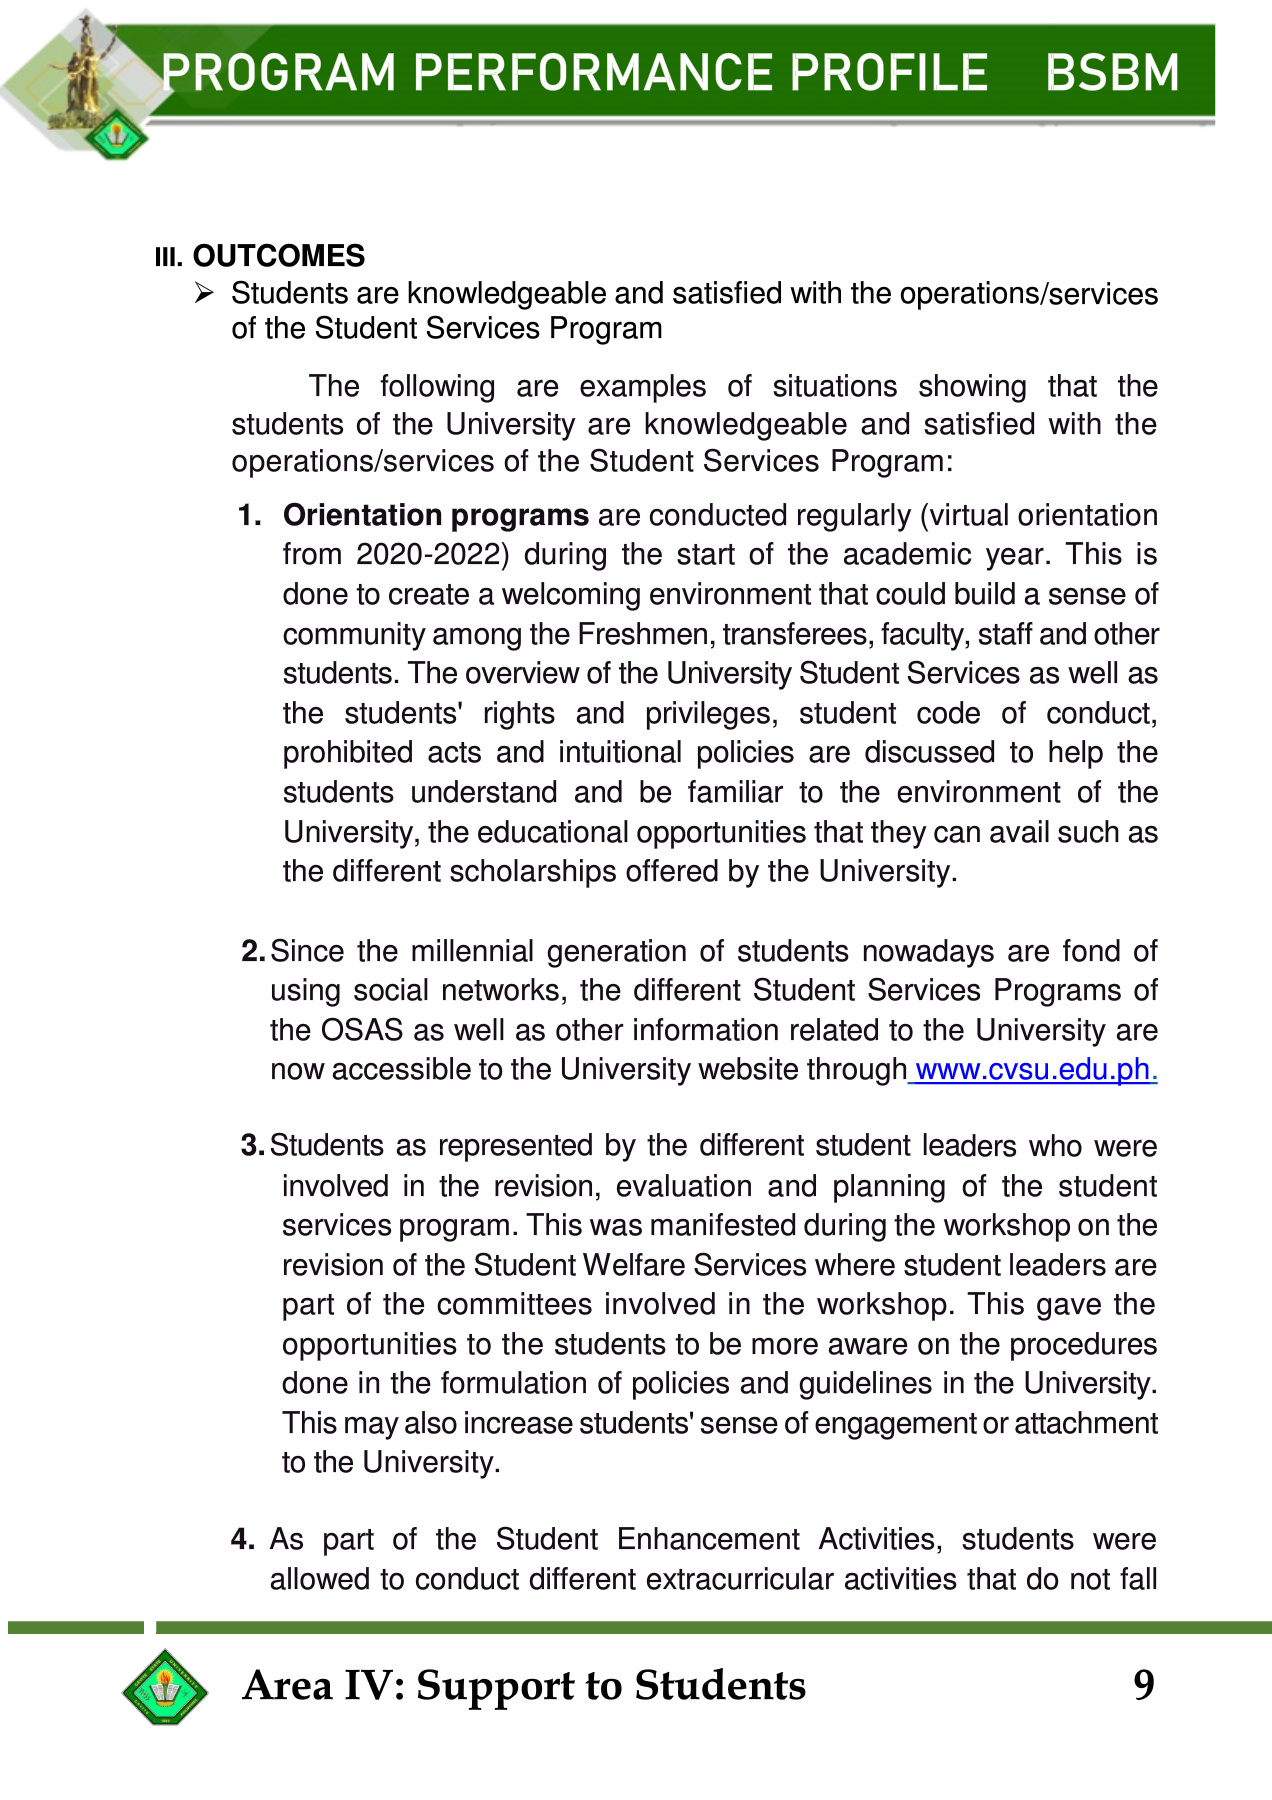 PROGRAM PERFORMANCE PROFILE BSBM
III. OUTCOMES
➢ Students are knowledgeable and satisfied with the operations/services
of the Student Services Program
The following are examples of situations showing that the
students of the University are knowledgeable and satisfied with the
operations/services of the Student Services Program:
1. Orientation programs are conducted regularly (virtual orientation
from 2020-2022) during the start of the academic year. This is
done to create a welcoming environment that could build a sense of
community among the Freshmen, transferees, faculty, staff and other
students. The overview of the University Student Services as well as
the students' rights and privileges, student code of conduct,
prohibited acts and intuitional policies are discussed to help the
students understand and be familiar to the environment of the
University, the educational opportunities that they can avail such as
the different scholarships offered by the University.
2. Since the millennial generation of students nowadays are fond of
using social networks, the different Student Services Programs of
the OSAS as well as other information related to the University are
now accessible to the University website through www.cvsu.edu.ph.
3. Students as represented by the different student leaders who were
involved in the revision, evaluation and planning of the student
services program. This was manifested during the workshop on the
revision of the Student Welfare Services where student leaders are
part of the committees involved in the workshop. This gave the
opportunities to the students to be more aware on the procedures
done in the formulation of policies and guidelines in the University.
This may also increase students' sense of engagement or attachment
to the University.
4. As part of the Student Enhancement Activities, students were
allowed to conduct different extracurricular activities that do not fall
Area IV: Support to Students 9